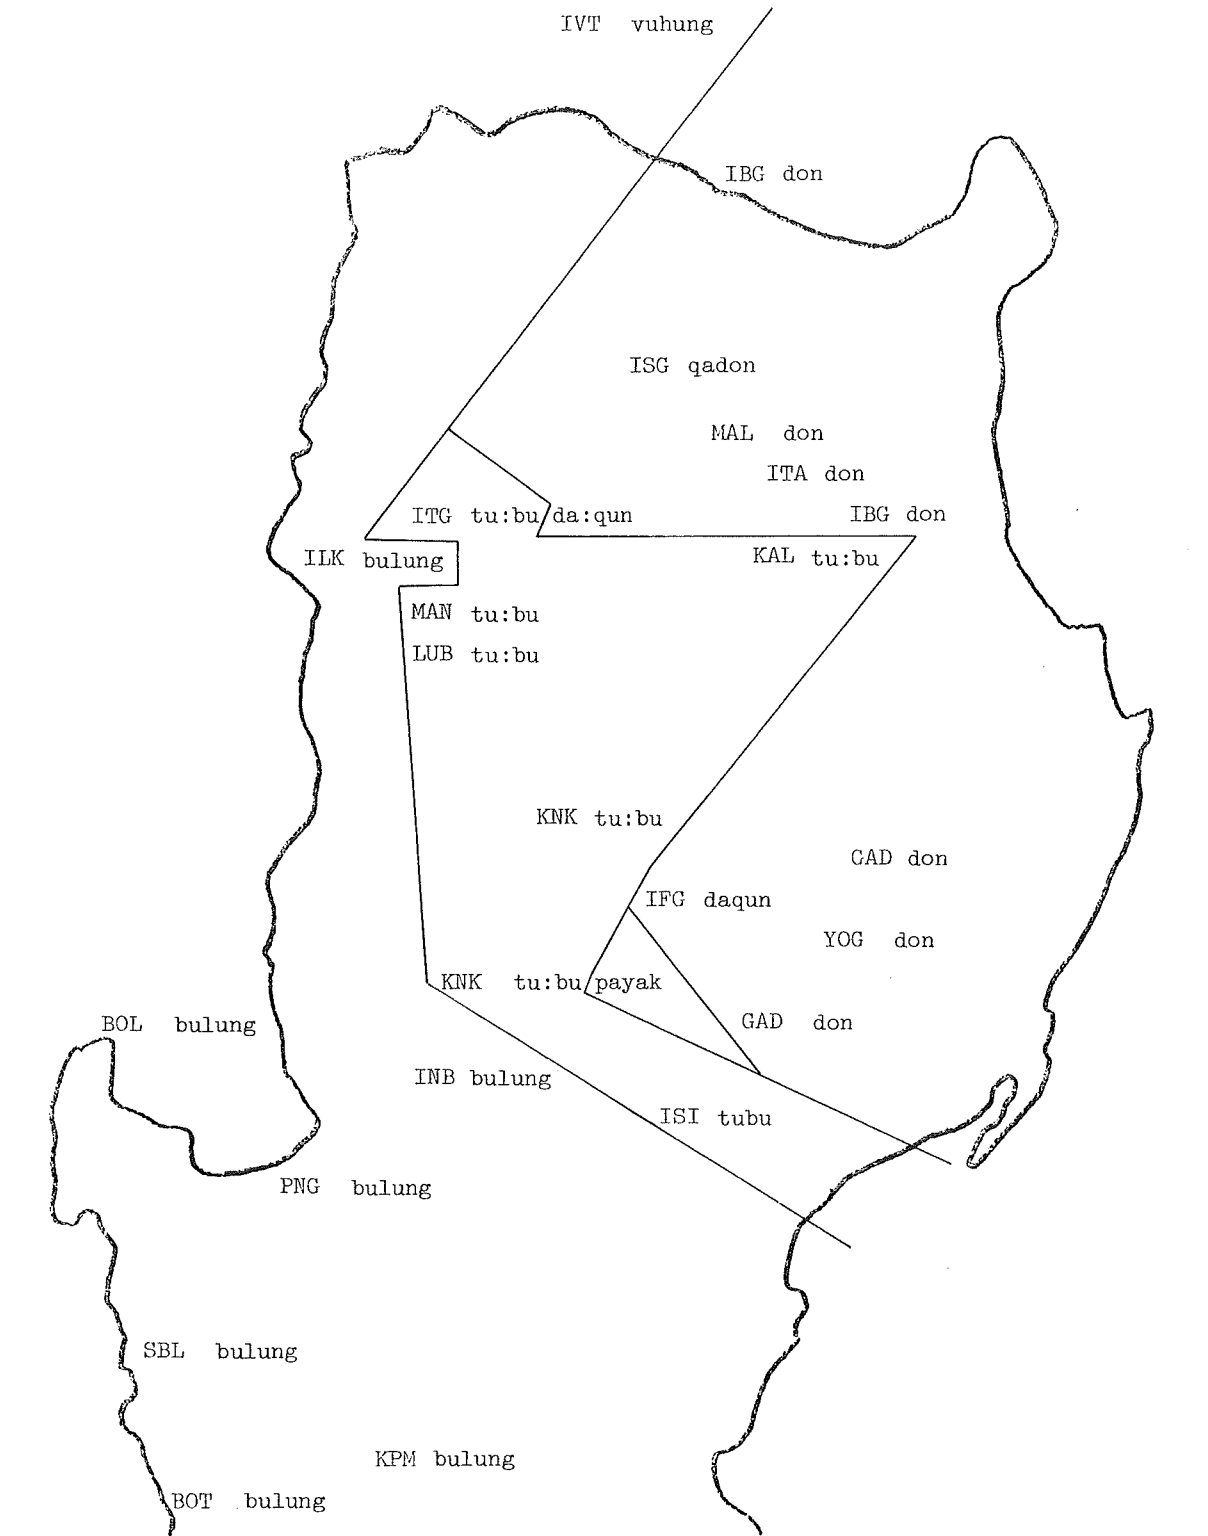 IVT vuhung
IBG don
ISG qadon
MAL don
ITA don
ITG tu:bu/da:qun
IBG don
ILK bulung
KAL tu:bu
MAN tu:bu
LUB tu:bu
KNK tu:bu
GAD don
IFG daqun
YOG don
KNK tu:bu/payak
BOL bulung
GAD don
INB bulung
ISI tubu
PNG bulung
SBL bulung
KPM bulung
BOT bulung